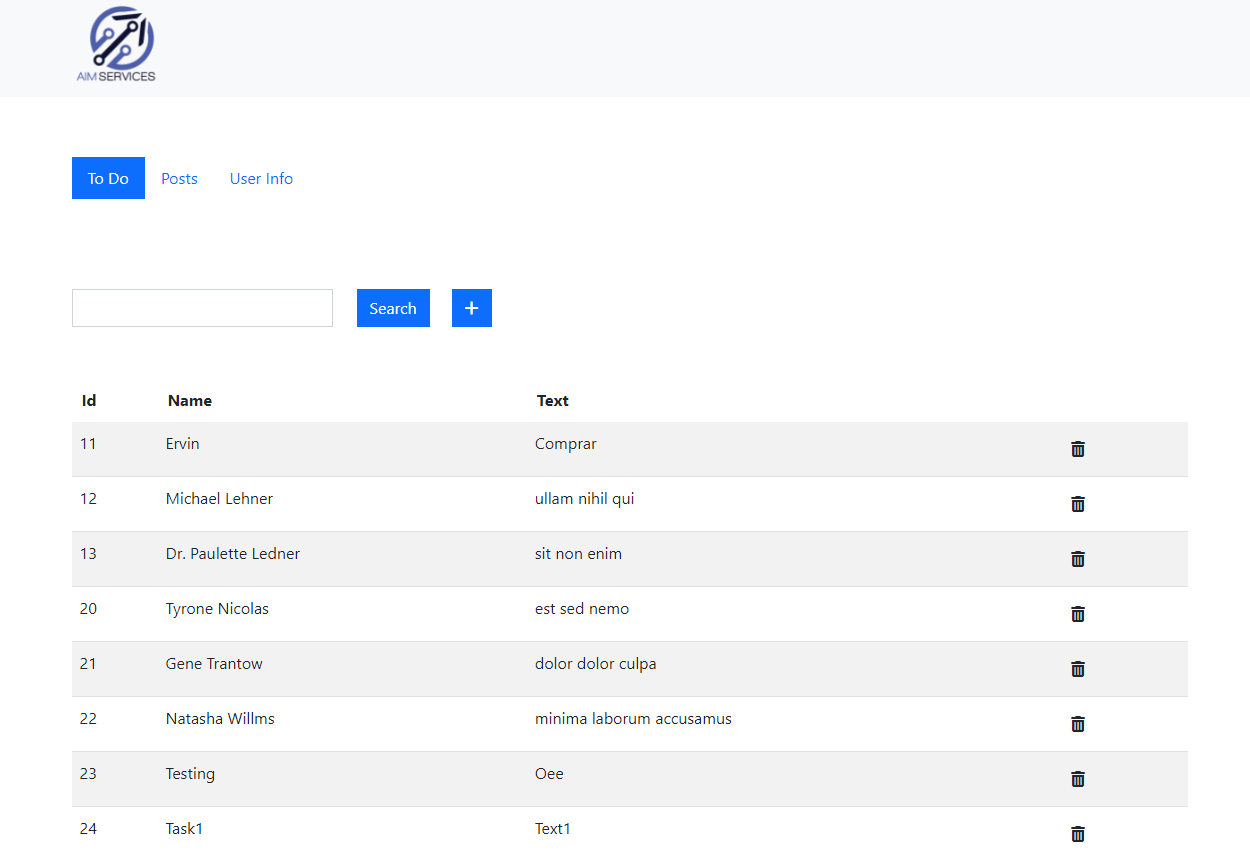 AIM SERVICES
To Do Posts User Info
Search +
Id Name Text
11 Ervin Comprar
12 Michael Lehner ullam nihil qui
13 Dr. Paulette Ledner sit non enim
20 Tyrone Nicolas est sed nemo
21 Gene Trantow dolor dolor culpa
22 Natasha Willms minima laborum accusamus
23 Testing Oee
24 Task1 Text1